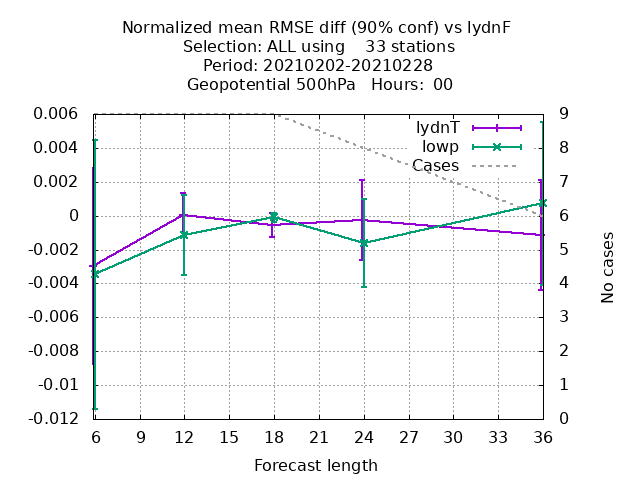 Normalized mean RMSE diff (90% conf) vs lydnF
Selection: ALL using 33 stations
Period: 20210202-20210228
Geopotential 500hPa Hours: 00
0.006 9
lydnT
0.004 8
lowp
Cases
0.002 7
0 6
-0.002 5
-0.004 4
-0.006 3
-0.008 2
-0.01 1
-0.012 0
No cases
6 9 12 15 18 21 24 27 30 33 36
Forecast length